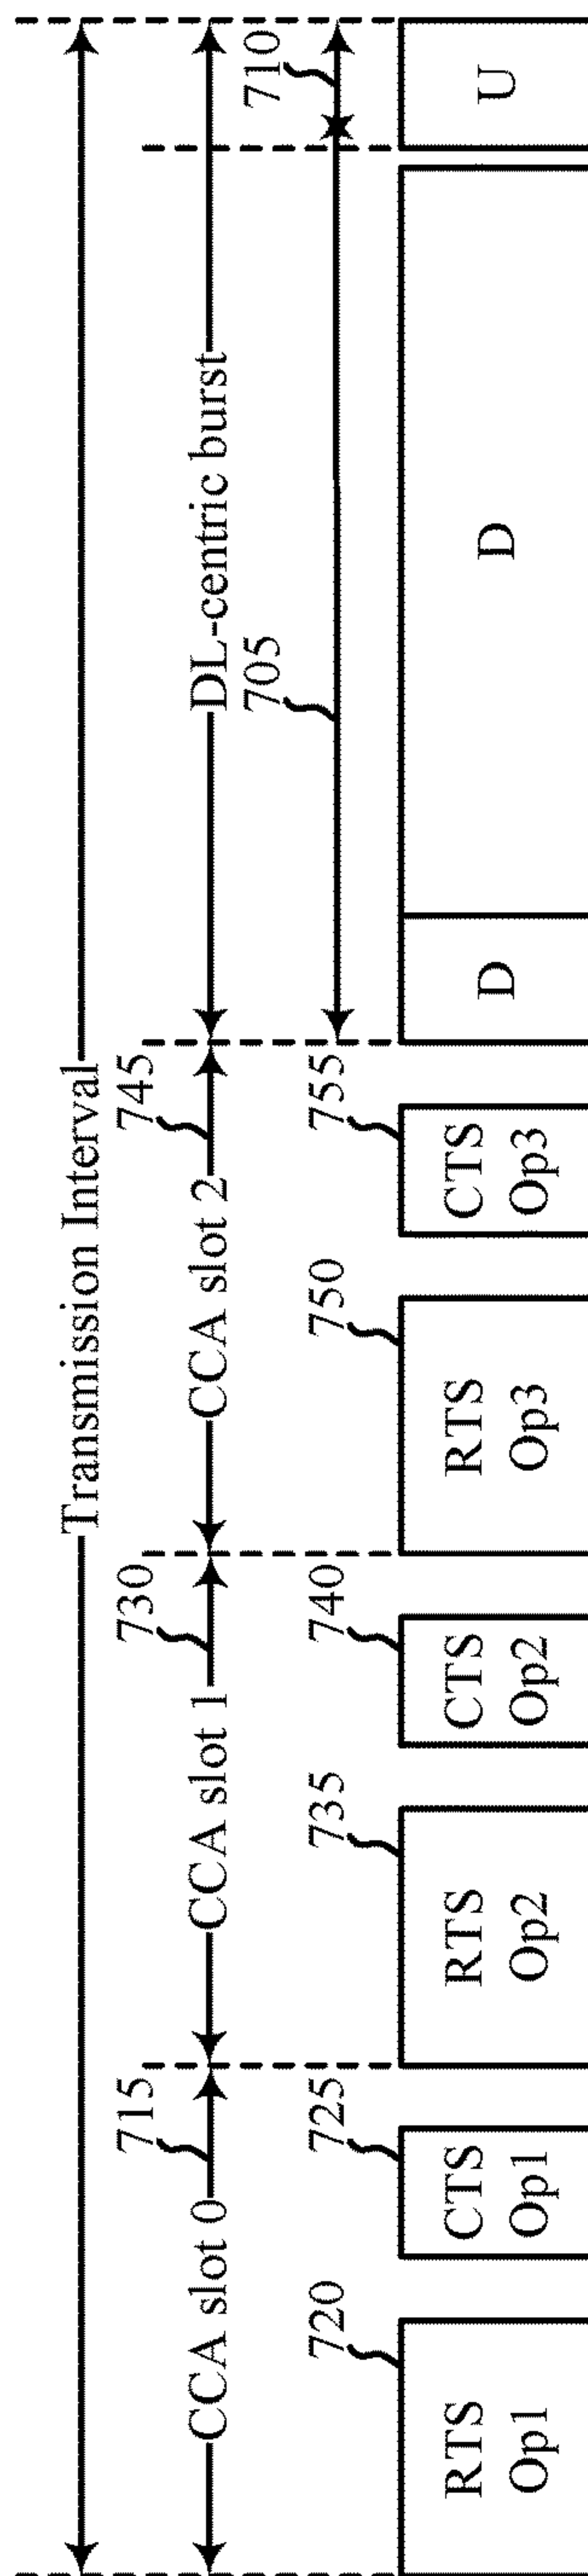 Transmission Interval
CCA slot 0
715
CCA slot 1
730
CCA slot 2
745
DL-centric burst
720
725
735
740
750
755
705
710
RTS
Op1
CTS
Op1
RTS
Op2
CTS
Op2
RTS
Op3
CTS
Op3
D
D
U